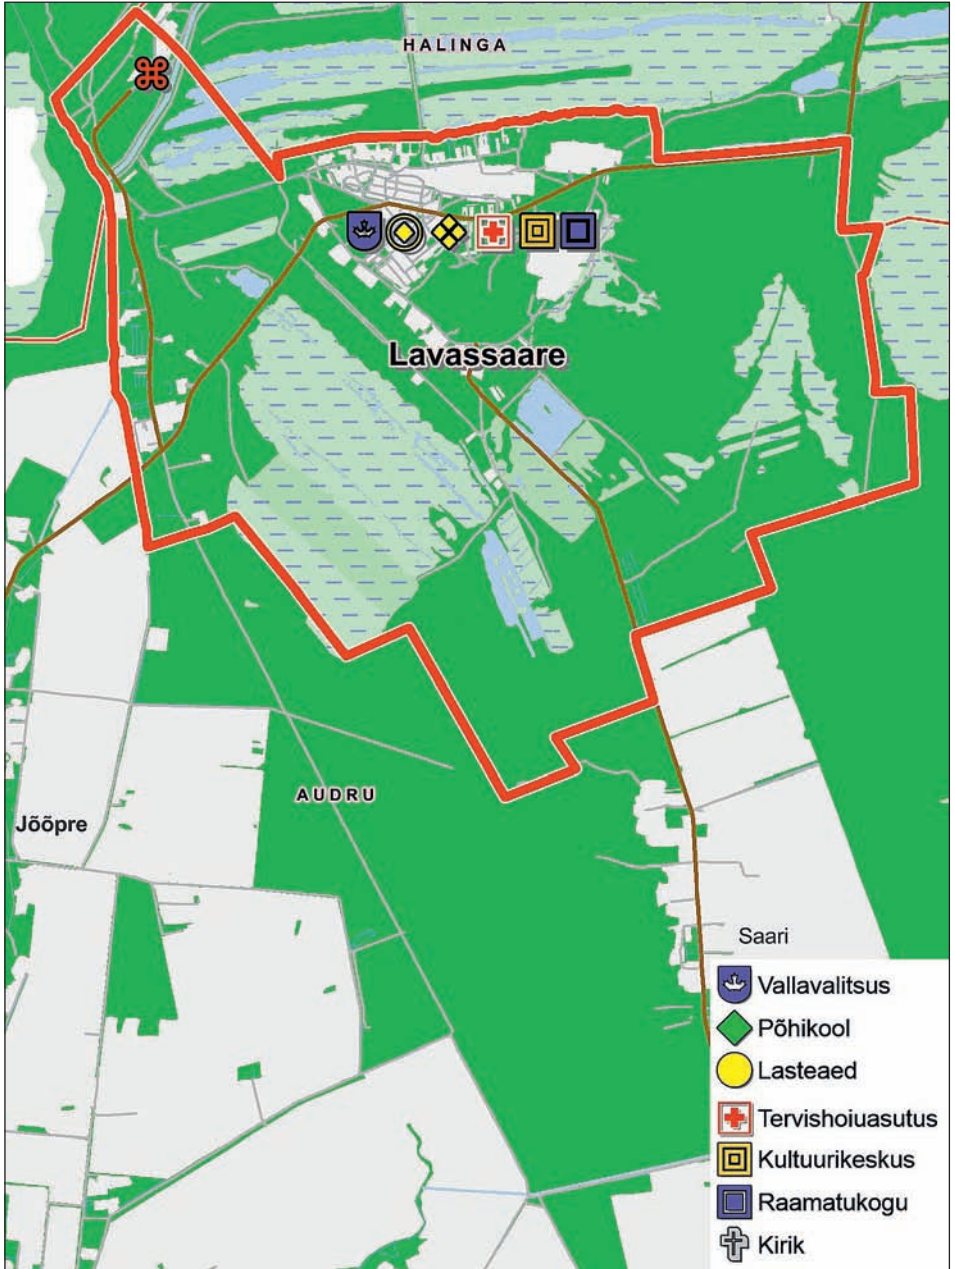 HALINGA
Lavassaare
AUDRU
Jõõpre
Saari
Vallavalitsus
Põhikool
Lasteaed
Tervishoiuasutus
Kultuurikeskus
Raamatukogu
Kirik